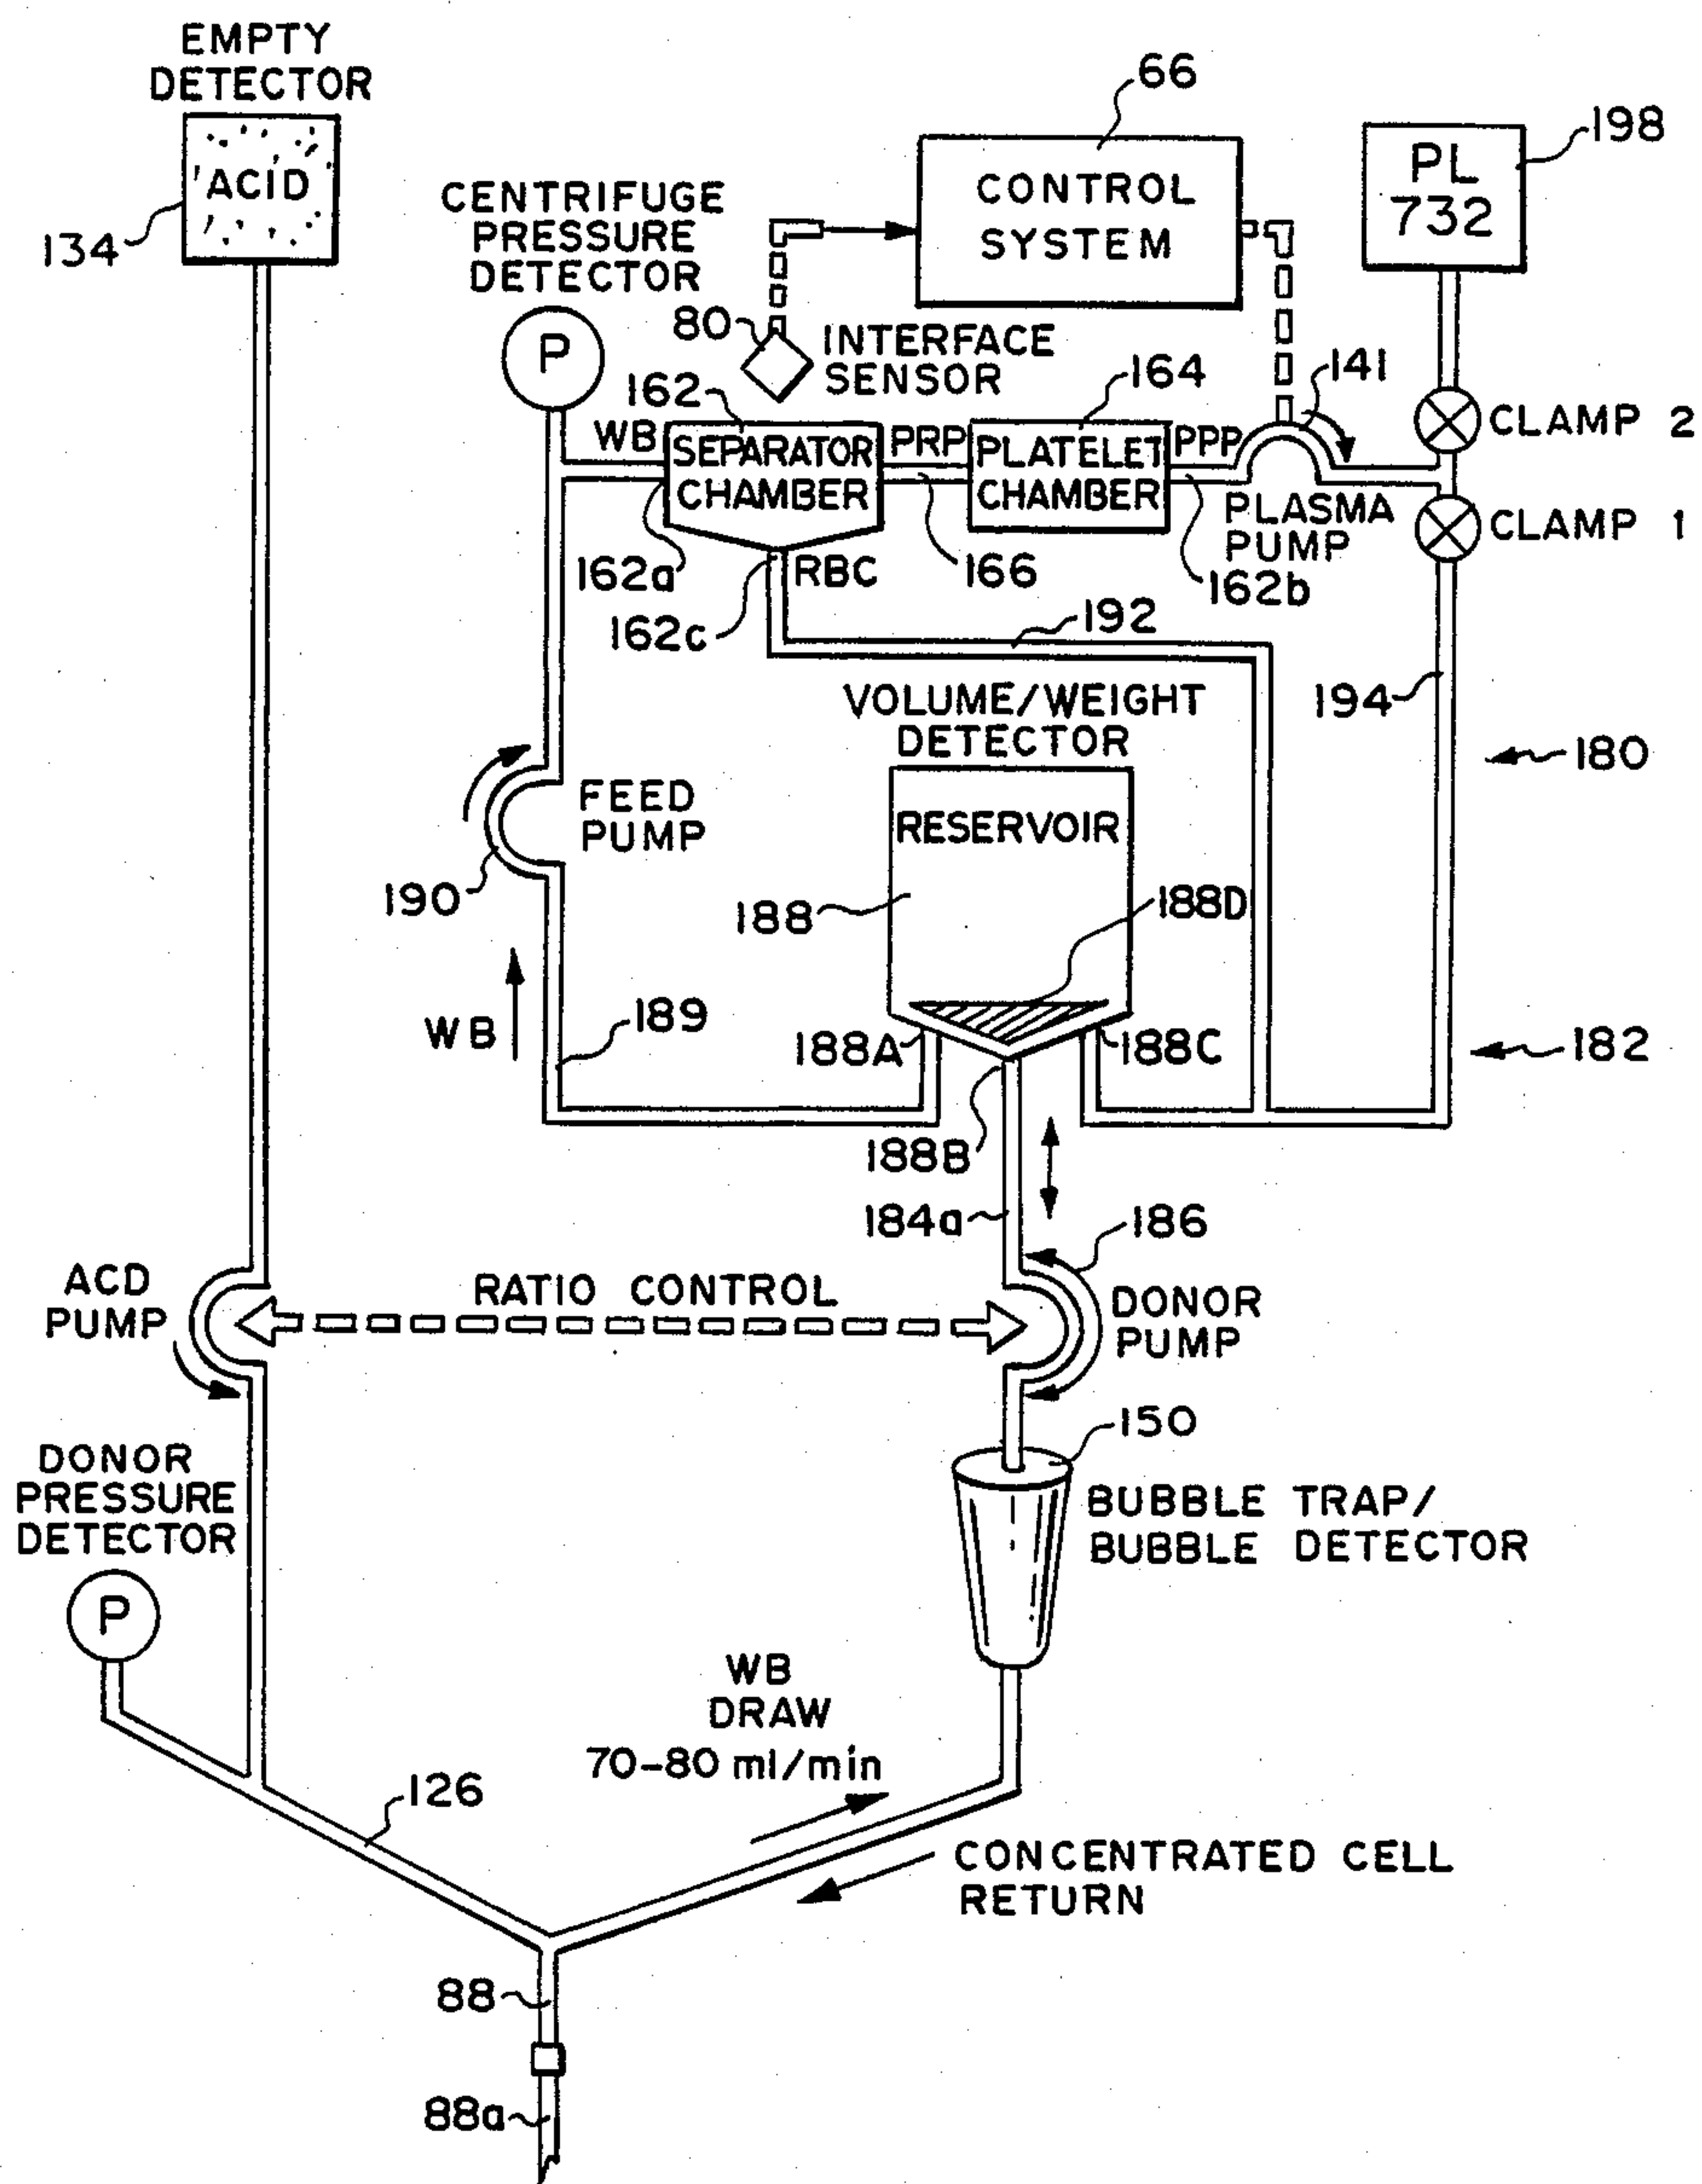 EMPTY
DETECTOR
ACID
134
66
CONTROL
SYSTEM
PL
732
198
CENTRIFUGE
PRESSURE
DETECTOR
P
80
INTERFACE
SENSOR
162
164
141
CLAMP 2
WB
SEPARATOR
CHAMBER
PRP
PLATELET
CHAMBER
PPP
PLASMA
PUMP
CLAMP 1
162a
RBC
166
162b
162c
192
194
VOLUME/WEIGHT
DETECTOR
180
FEED
PUMP
RESERVOIR
190
188
188D
WB
189
188A
188C
182
188B
184a
186
ACD
PUMP
RATIO CONTROL
DONOR
PUMP
150
DONOR
PRESSURE
DETECTOR
BUBBLE TRAP/
BUBBLE DETECTOR
P
WB
DRAW
70-80 ml/min
126
CONCENTRATED CELL
RETURN
88
88a